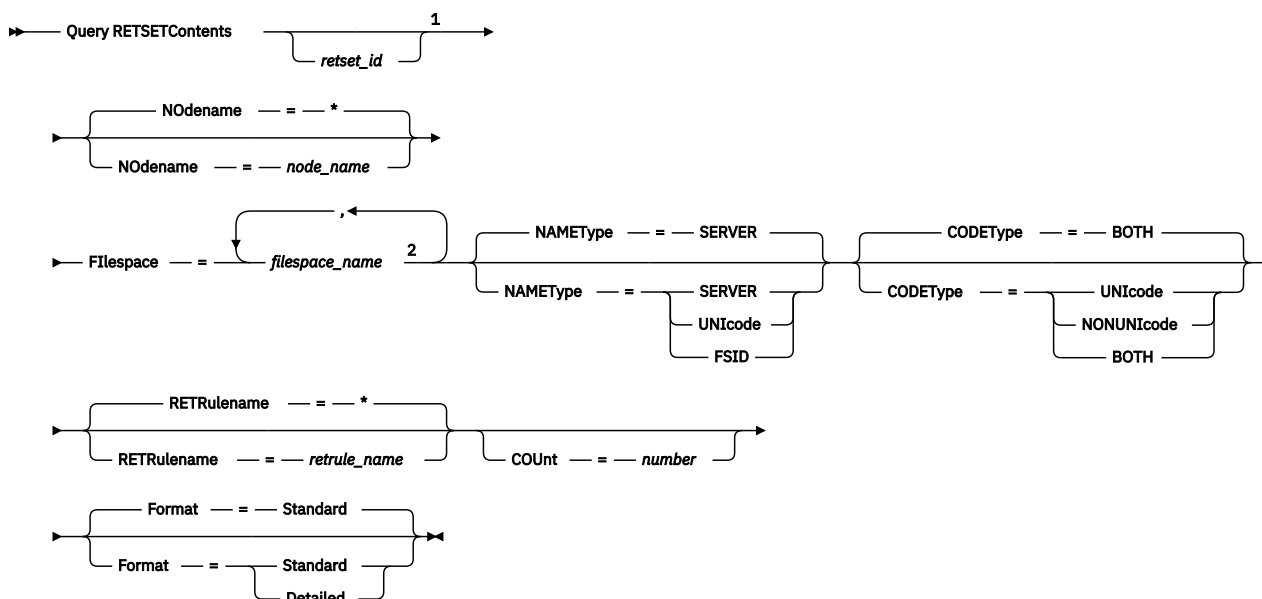 Query RETSETContents
retset_id
1
NOdename = *
NOdename = node_name
FIlespace = filespace_name 2
,
NAMEType = SERVER
NAMEType = SERVER
UNIcode
FSID
CODEType = BOTH
CODEType = UNIcode
NONUNIcode
BOTH
RETRulename = *
RETRulename = retrule_name
COUnt = number
Format = Standard
Format = Standard
Detailed